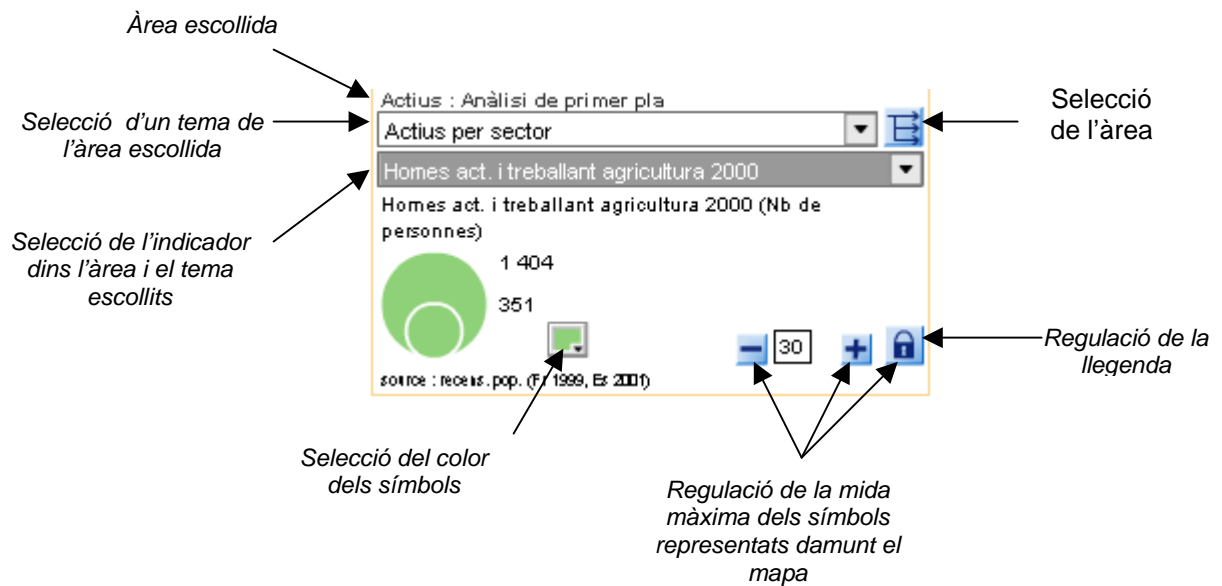 Àrea escollida
Actius : Anàlisi de primer pla
Selecció d'un tema de
l'àrea escollida
Actius per sector
Selecció
de l'àrea
Homes act. i treballant agricultura 2000
Homes act. i treballant agricultura 2000 (Nb de
personnes)
Selecció de l'indicador
dins l'àrea i el tema
escollits
1 404
351
30
Regulació de la
llegenda
source : recens. pop. (Fr 1999, Es 2001)
Selecció del color
dels símbols
Regulació de la mida
màxima dels símbols
representats damunt el
mapa